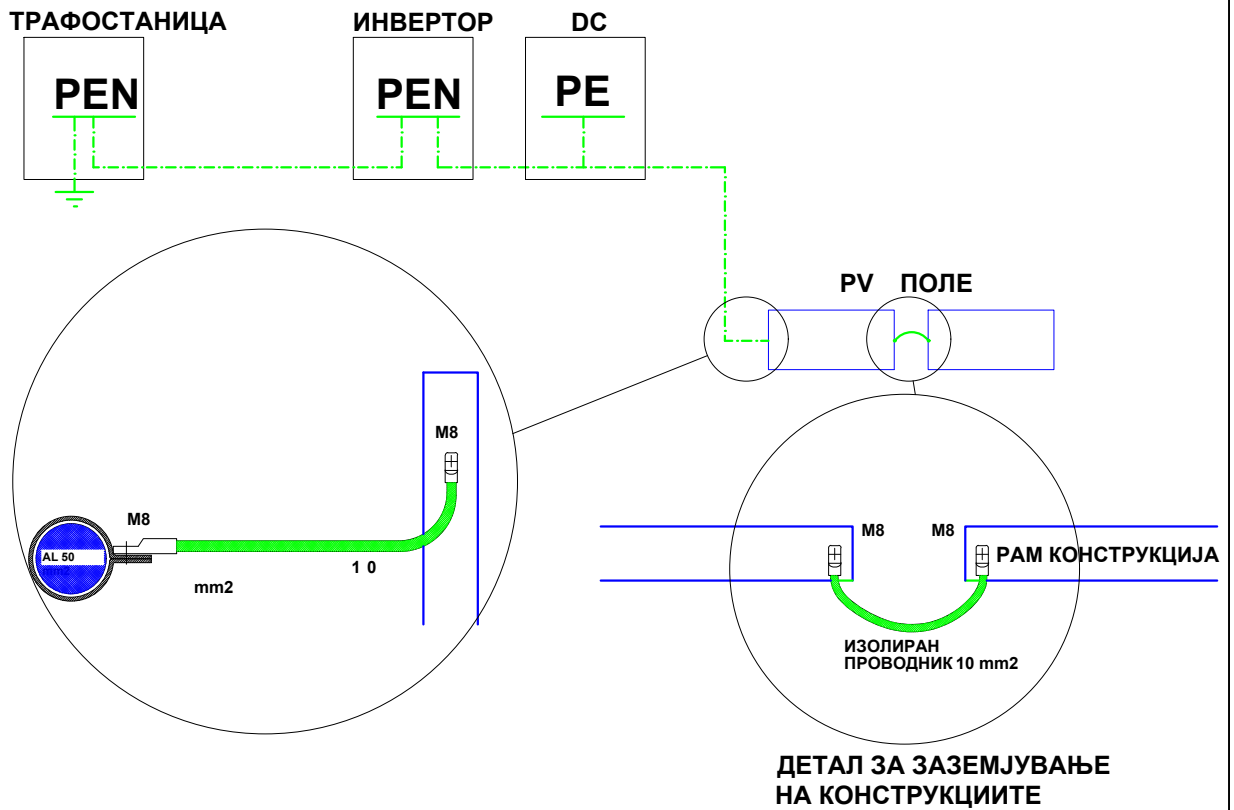 ТРАФОСТАНИЦА
ИНВЕРТОР
DC
PEN
PEN
PE
PV ПОЛЕ
M8
M8
AL 50
mm2
1 0
mm2
M8
M8
РАМ КОНСТРУКЦИЈА
ИЗОЛИРАН
ПРОВОДНИК 10 mm2
ДЕТАЛ ЗА ЗАЗЕМЈУВАЊЕ
НА КОНСТРУКЦИИТЕ